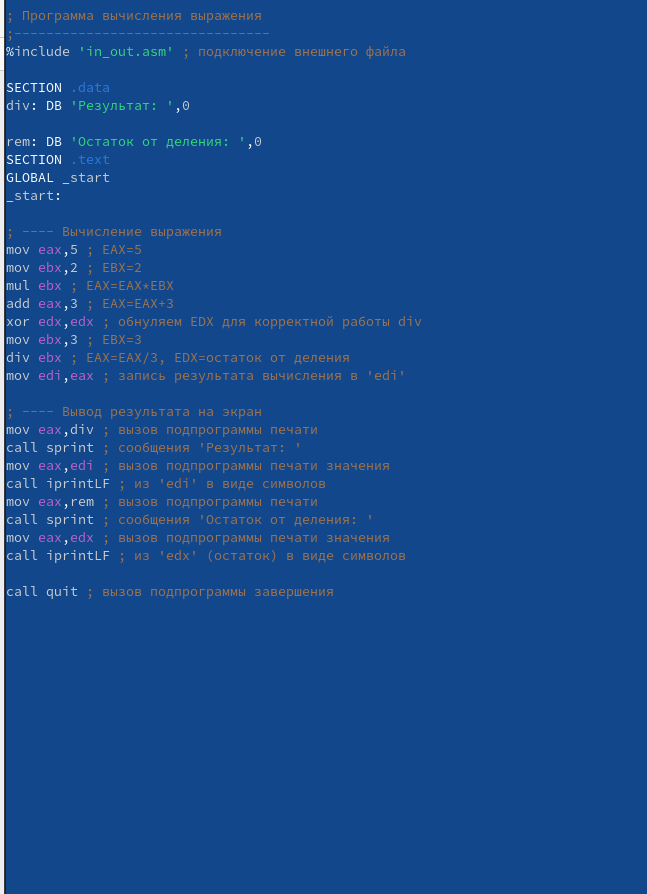 ; Программа вычисления выражения
;--------------------------------
%include 'in_out.asm' ; подключение внешнего файла
SECTION .data
div: DB 'Результат: ',0
rem: DB 'Остаток от деления: ',0
SECTION .text
GLOBAL _start
_start:
; ---- Вычисление выражения
mov eax,5 ; EAX=5
mov ebx,2 ; EBX=2
mul ebx ; EAX=EAX*EBX
add eax,3 ; EAX=EAX+3
xor edx,edx ; обнуляем EDX для корректной работы div
mov ebx,3 ; EBX=3
div ebx ; EAX=EAX/3, EDX=остаток от деления
mov edi,eax ; запись результата вычисления в 'edi'
; ---- Вывод результата на экран
mov eax,div ; вызов подпрограммы печати
call sprint ; сообщения 'Результат: '
mov eax,edi ; вызов подпрограммы печати значения
call iprintLF ; из 'edi' в виде символов
mov eax,rem ; вызов подпрограммы печати
call sprint ; сообщения 'Остаток от деления: '
mov eax,edx ; вызов подпрограммы печати значения
call iprintLF ; из 'edx' (остаток) в виде символов
call quit ; вызов подпрограммы завершения